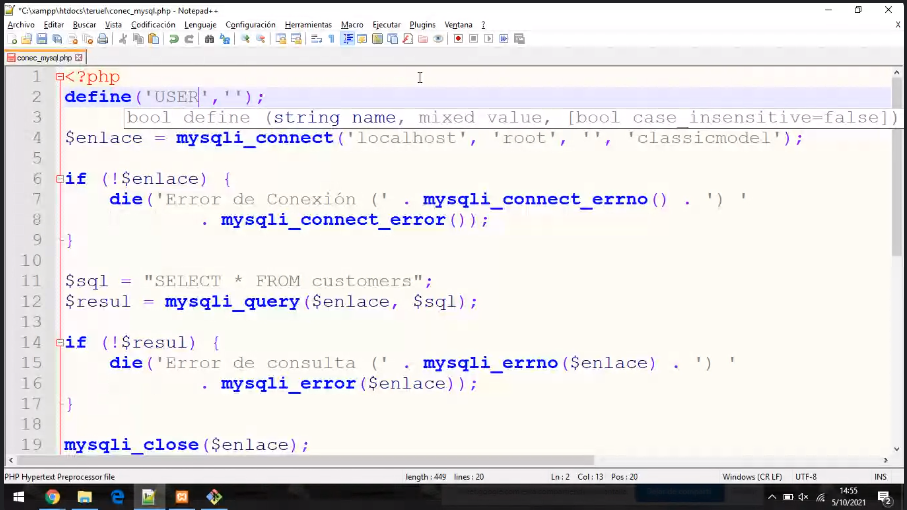 *C:\xampp\htdocs\teruel\conec_mysql.php - Notepad++
Archivo Editar Buscar Vista Codificación Lenguaje Configuración Herramientas Macro Ejecutar Plugins Ventana ?
conec_mysql.php
1 <?php
2 define('USER','');
3 bool define (string name, mixed value, [bool case_insensitive=false])
4 $enlace = mysqli_connect('localhost', 'root', '', 'classicmodel');
5
6 if (!$enlace) {
7 die('Error de Conexión (' . mysqli_connect_errno() . ') '
8 . mysqli_connect_error());
9 }
10
11 $sql = "SELECT * FROM customers";
12 $resul = mysqli_query($enlace, $sql);
13
14 if (!$resul) {
15 die('Error de consulta (' . mysqli_errno($enlace) . ') '
16 . mysqli_error($enlace));
17 }
18
19 mysqli_close($enlace);
PHP Hypertext Preprocessor file length: 449 lines: 20 Ln: 2 Col: 13 Pos: 20 Windows (CR LF) UTF-8 INS
14:55
5/10/2021
2